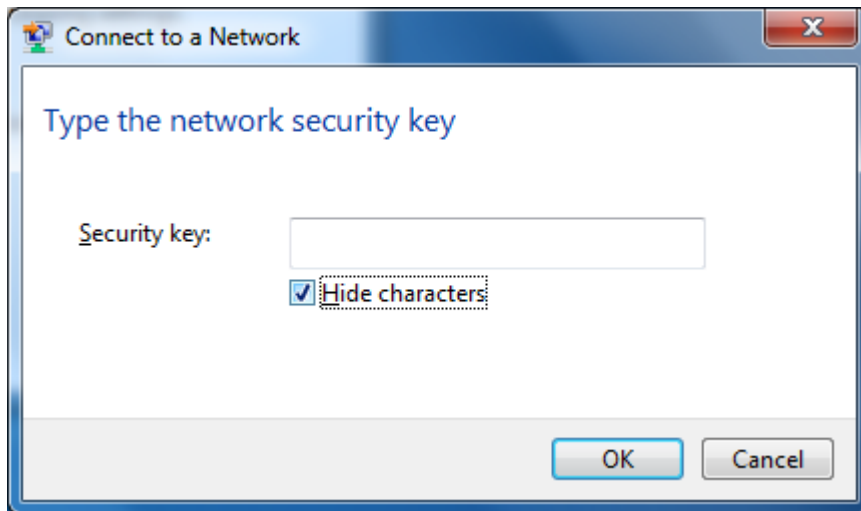 Connect to a Network
Type the network security key
Security key:
Hide characters
OK Cancel